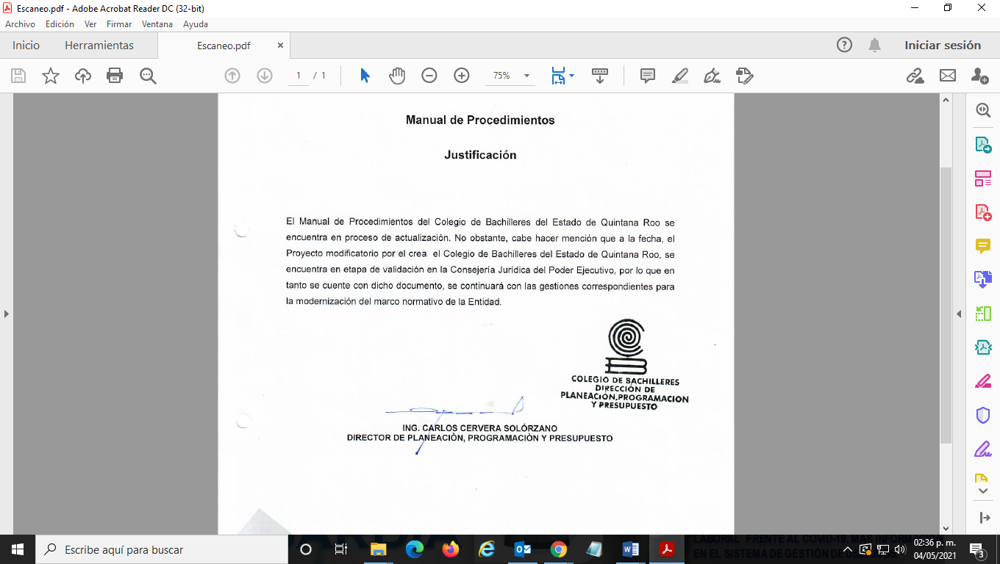 Escaneo.pdf - Adobe Acrobat Reader DC (32-bit)
Archivo Edición Ver Firmar Ventana Ayuda
Inicio Herramientas Escaneo.pdf × Iniciar sesión
1 / 1 75%
Manual de Procedimientos
Justificación
El Manual de Procedimientos del Colegio de Bachilleres del Estado de Quintana Roo se
encuentra en proceso de actualización. No obstante, cabe hacer mención que a la fecha, el
Proyecto modificatorio por el crea el Colegio de Bachilleres del Estado de Quintana Roo, se
encuentra en etapa de validación en la Consejería Jurídica del Poder Ejecutivo, por lo que en
tanto se cuente con dicho documento, se continuará con las gestiones correspondientes para
la modernización del marco normativo de la Entidad.
COLEGIO DE BACHILLERES
DIRECCIÓN DE
PLANEACIÓN,PROGRAMACION
Y PRESUPUESTO
ING. CARLOS CERVERA SOLÓRZANO
DIRECTOR DE PLANEACIÒN, PROGRAMACIÒN Y PRESUPUESTO
LABORAL FRENTE AL COVID-19, MÁS INFORM
EN EL SISTEMA DE GESTIÓN DE
Escribe aquí para buscar
02:36 p. m.
04/05/2021
3